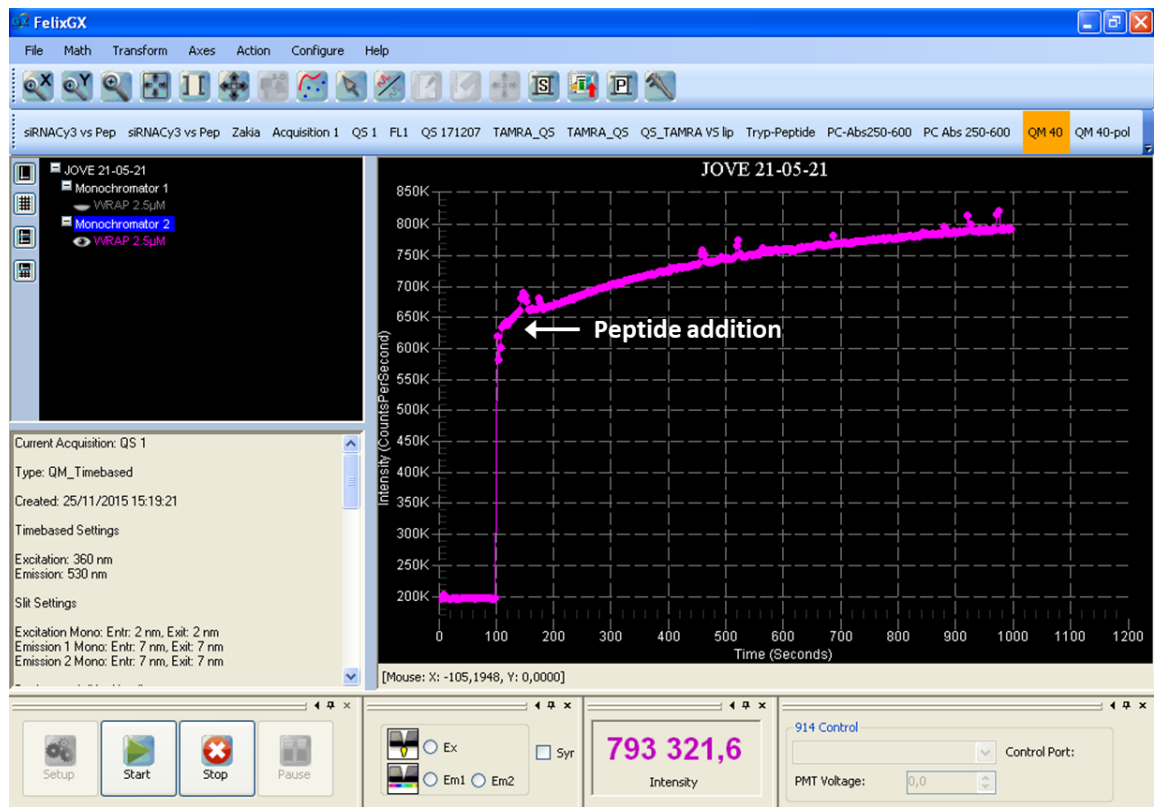 FelixGX
File Math Transform Axes Action Configure Help
siRNACy3 vs Pep siRNACy3 vs Pep Zakia Acquisition 1 QS 1 FL1 QS 171207 TAMRA_QS TAMRA_QS QS_TAMRA VS lip Tryp-Peptide PC-Abs250-600 PC Abs 250-600 QM 40 QM 40-pol
JOVE 21-05-21
Monochromator 1
WRAP 2.5µM
Monochromator 2
WRAP 2.5µM
Current Acquisition: QS 1
Type: QM_Timebased
Created: 25/11/2015 15:19:21
Timebased Settings
Excitation: 360 nm
Emission: 530 nm
Slit Settings
Excitation Mono: Entr: 2 nm, Exit: 2 nm
Emission 1 Mono: Entr: 7 nm, Exit: 7 nm
Emission 2 Mono: Entr: 7 nm, Exit: 7 nm
JOVE 21-05-21
850K
800K
750K
700K
650K
600K
550K
500K
450K
400K
350K
300K
250K
200K
Intensity (CountsPerSecond)
Peptide addition
0 100 200 300 400 500 600 700 800 900 1000 1100 1200
Time (Seconds)
[Mouse: X: -105,1948, Y: 0,0000]
Setup Start Stop Pause
Ex
Em1 Em2
Syr
793 321,6
Intensity
914 Control
Control Port:
PMT Voltage: 0,0